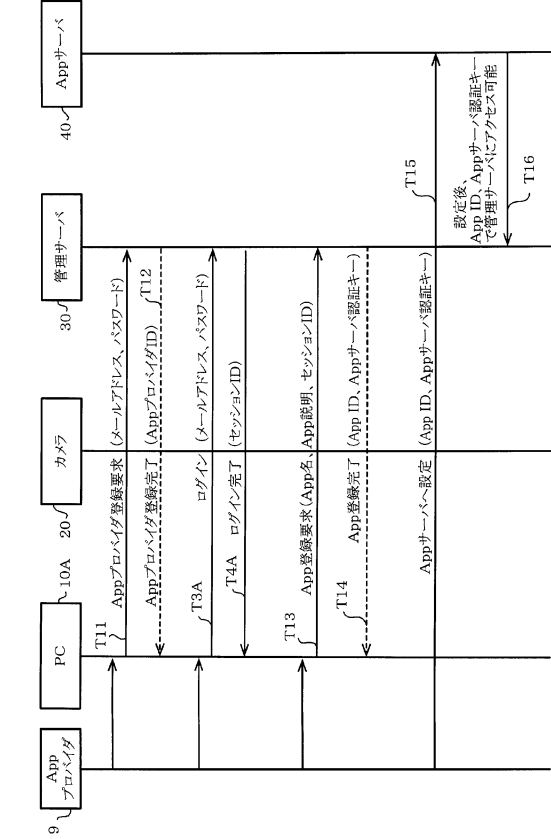 App
プロバイダ
9
PC
10A
カメラ
20
管理サーバ
30
Appサーバ
40
T11
Appプロバイダ登録要求 (メールアドレス、パスワード)
Appプロバイダ登録完了 (AppプロバイダID)
T12
T3A
ログイン (メールアドレス、パスワード)
T4A
ログイン完了 (セッションID)
T13
App登録要求(App名、App説明、セッションID)
T14
App登録完了 (App ID、Appサーバ認証キー)
Appサーバへ設定 (App ID、Appサーバ認証キー)
T15
設定後、
App ID、Appサーバ認証キー
で管理サーバにアクセス可能
T16